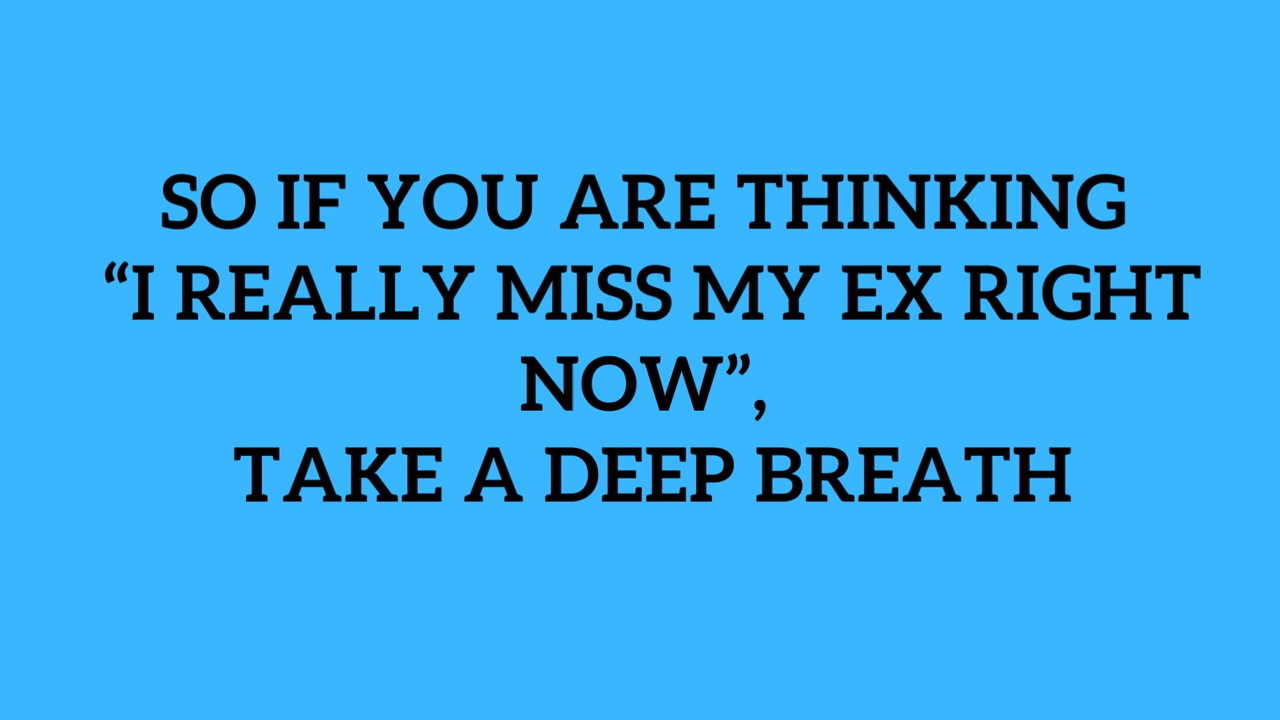 SO IF YOU ARE THINKING
“I REALLY MISS MY EX RIGHT
NOW”,
TAKE A DEEP BREATH